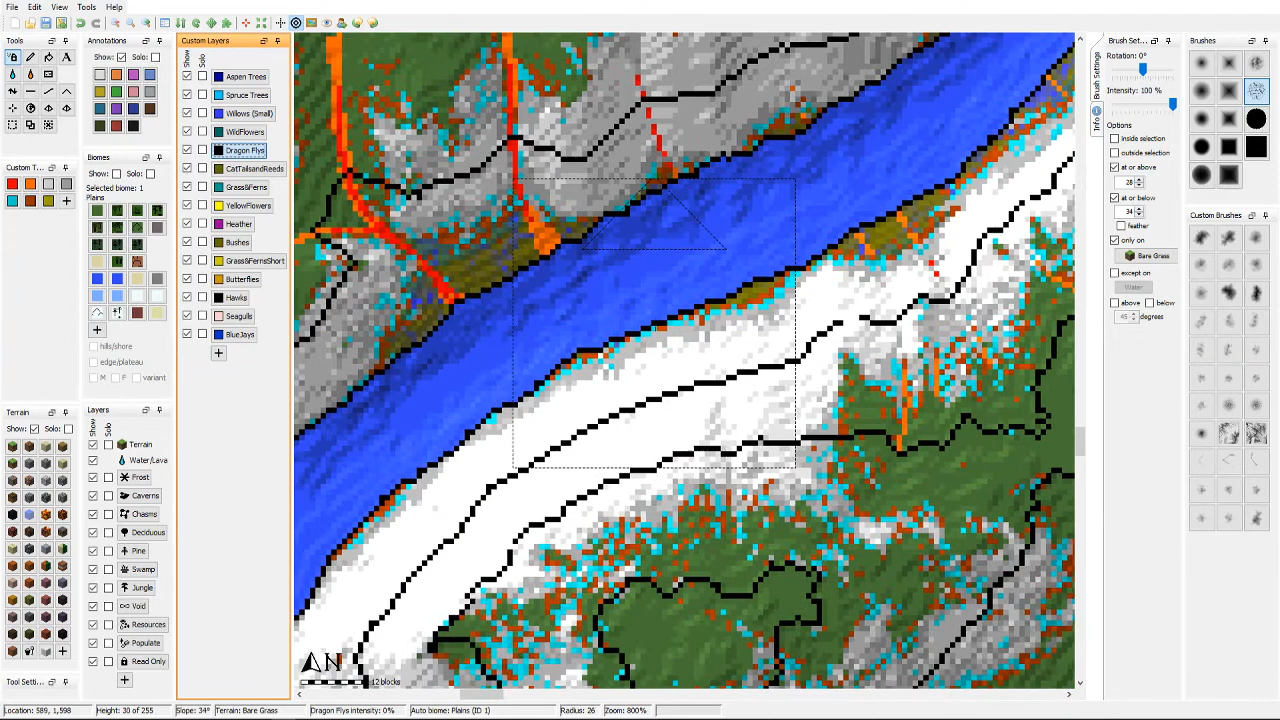 File Edit View Tools Help
Tools
Annotations
Custom Layers
Brush Set...
Brushes
Show: Solo:
Show
Solo
Aspen Trees
Spruce Trees
Willows (Small)
WildFlowers
Dragon Flys
CatTailsandReeds
Grass&Ferns
YellowFlowers
Heather
Bushes
Grass&FernsShort
Butterflies
Hawks
Seagulls
BlueJays
Custom T...
Biomes
Show: Solo:
Selected biome: 1
Plains:
hills/shore
edge/plateau
M F variant
Terrain
Show: Solo:
Layers
Show
Solo
Terrain
Water/Lava
Frost
Caverns
Chasms
Pine
Deciduous
Swamp
Jungle
Void
Resources
Populate
Read Only
Tool Setti...
N
12 blocks
Brush Settings
Info
Rotation: 0°
Intensity: 100 %
Options
inside selection
outside selection
at or above
28
at or below
34
feather
only on
Bare Grass
except on
Water
above below
45 degrees
Custom Brushes
Location: 589, 1,598 Height: 30 of 255 Slope: 34° Terrain: Bare Grass Dragon Flys intensity: 0% Auto biome: Plains (ID 1) Radius: 26 Zoom: 800%